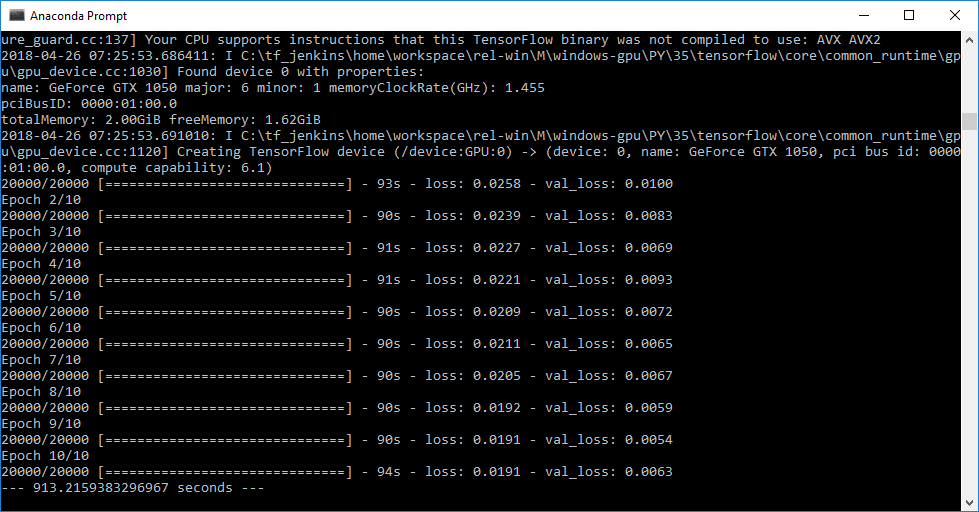 Anaconda Prompt
ure_guard.cc:137] Your CPU supports instructions that this TensorFlow binary was not compiled to use: AVX AVX2
2018-04-26 07:25:53.686411: I C:\tf_jenkins\home\workspace\rel-win\M\windows-gpu\PY\35\tensorflow\core\common_runtime\gp
u\gpu_device.cc:1030] Found device 0 with properties:
name: GeForce GTX 1050 major: 6 minor: 1 memoryClockRate(GHz): 1.455
pciBusID: 0000:01:00.0
totalMemory: 2.00GiB freeMemory: 1.62GiB
2018-04-26 07:25:53.691010: I C:\tf_jenkins\home\workspace\rel-win\M\windows-gpu\PY\35\tensorflow\core\common_runtime\gp
u\gpu_device.cc:1120] Creating TensorFlow device (/device:GPU:0) -> (device: 0, name: GeForce GTX 1050, pci bus id: 0000
:01:00.0, compute capability: 6.1)
20000/20000 [==============================] - 93s - loss: 0.0258 - val_loss: 0.0100
Epoch 2/10
20000/20000 [==============================] - 90s - loss: 0.0239 - val_loss: 0.0083
Epoch 3/10
20000/20000 [==============================] - 91s - loss: 0.0227 - val_loss: 0.0069
Epoch 4/10
20000/20000 [==============================] - 91s - loss: 0.0221 - val_loss: 0.0093
Epoch 5/10
20000/20000 [==============================] - 90s - loss: 0.0209 - val_loss: 0.0072
Epoch 6/10
20000/20000 [==============================] - 90s - loss: 0.0211 - val_loss: 0.0065
Epoch 7/10
20000/20000 [==============================] - 90s - loss: 0.0205 - val_loss: 0.0067
Epoch 8/10
20000/20000 [==============================] - 90s - loss: 0.0192 - val_loss: 0.0059
Epoch 9/10
20000/20000 [==============================] - 90s - loss: 0.0191 - val_loss: 0.0054
Epoch 10/10
20000/20000 [==============================] - 94s - loss: 0.0191 - val_loss: 0.0063
--- 913.2159383296967 seconds ---